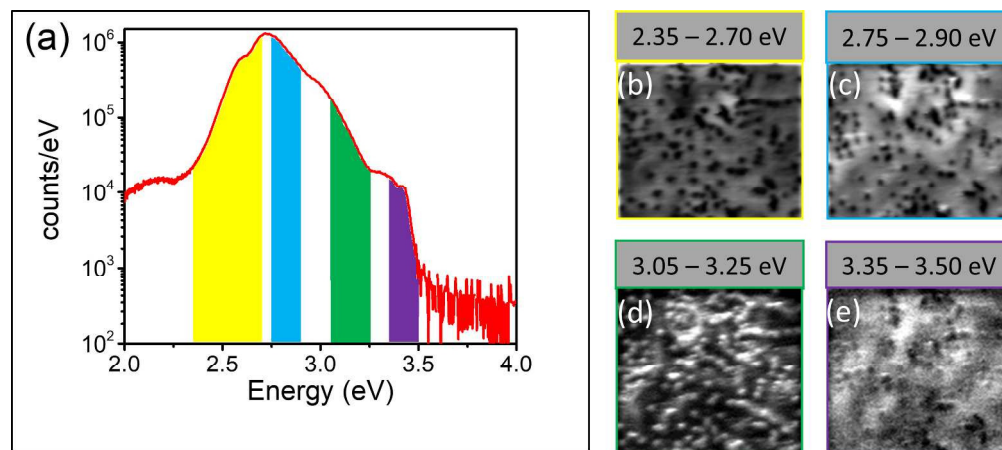 (a)
counts/eV
10⁶
10⁵
10⁴
10³
10²
2.0 2.5 3.0 3.5 4.0
Energy (eV)
2.35 – 2.70 eV
(b)
2.75 – 2.90 eV
(c)
3.05 – 3.25 eV
(d)
3.35 – 3.50 eV
(e)